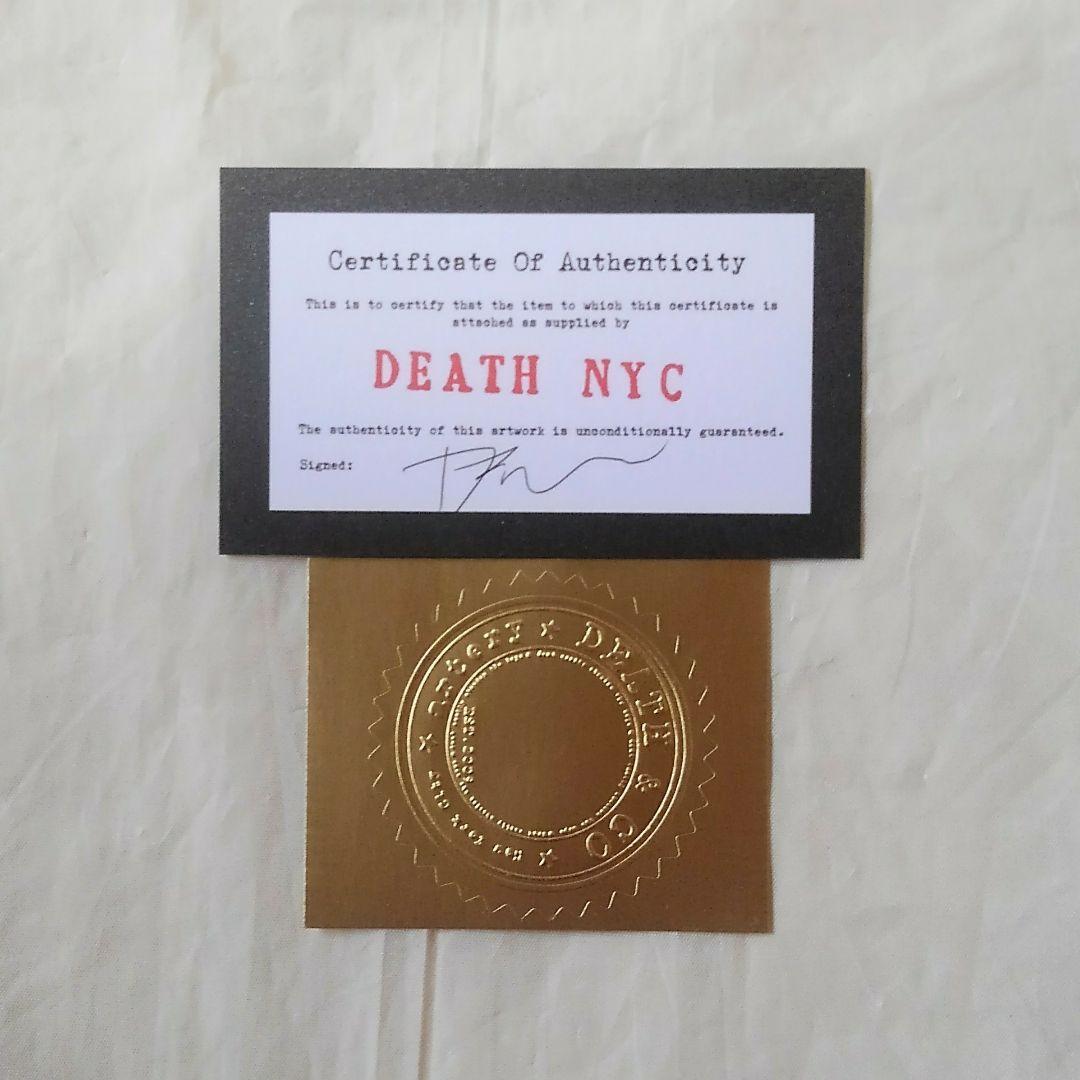 Certificate Of Authenticity
This is to certify that the item to which this certificate is
attached as supplied by
DEATH NYC
The authenticity of this artwork is unconditionally guaranteed.
Signed:
DELTE & CO